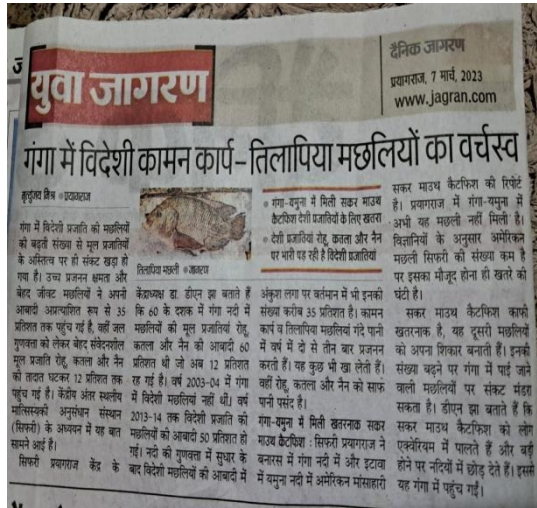 युवा जागरण
दैनिक जागरण
प्रयागराज, 7 मार्च, 2023
www.jagran.com
गंगा में विदेशी कामन कार्प-तिलापिया मछलियों का वर्चस्व
मृत्युंजय मिश्र ● प्रयागराज
गंगा में विदेशी प्रजाति की मछलियों
की बढ़ती संख्या से मूल प्रजातियों
के अस्तित्व पर ही संकट खड़ा हो
गया है। उच्च प्रजनन क्षमता और
बेहद जीवट मछलियों ने अपनी
आबादी अप्रत्याशित रूप से 35
प्रतिशत तक पहुंच गई है, वहीं जल
गुणवत्ता को लेकर बेहद संवेदनशील
मूल प्रजाति रोहू, कतला और नैन
की तादात घटकर 12 प्रतिशत तक
पहुंच गई है। केंद्रीय अंतर स्थलीय
मात्सियकी अनुसंधान संस्थान
(सिफरी) के अध्ययन में यह बात
सामने आई है।
सिफरी प्रयागराज केंद्र के
तिलापिया मछली ● जागरण
केंद्राध्यक्ष डा. डीएन झा बताते हैं
कि 60 के दशक में गंगा नदी में
मछलियों की मूल प्रजातियां रोहू,
कतला और नैन की आबादी 60
प्रतिशत थी जो अब 12 प्रतिशत
रह गई है। वर्ष 2003-04 में गंगा
में विदेशी मछलियां नहीं थीं। वर्ष
2013-14 तक विदेशी प्रजाति की
मछलियों की आबादी 50 प्रतिशत हो
गई। नदी की गुणवत्ता में सुधार के
बाद विदेशी मछलियों की आबादी में
● गंगा-यमुना में मिली सकर माउथ
कैटफिश देशी प्रजातियों के लिए खतरा
● देशी प्रजातियां रोहू, कतला और नैन
पर भारी पड़ रही है विदेशी प्रजातियां
अंकुश लगा पर वर्तमान में भी इनकी
संख्या करीब 35 प्रतिशत है। कामन
कार्प व तिलापिया मछलियां गंदे पानी
में वर्ष में दो से तीन बार प्रजनन
करती हैं। यह कुछ भी खा लेती हैं।
वहीं रोहू, कतला और नैन को साफ
पानी पसंद है।
गंगा-यमुना में मिली खतरनाक सकर
माउथ कैटफिश : सिफरी प्रयागराज ने
बनारस में गंगा नदी में और इटावा
में यमुना नदी में अमेरिकन मांसाहारी
सकर माउथ कैटफिश की रिपोर्ट
है। प्रयागराज में गंगा-यमुना में
अभी यह मछली नहीं मिली है।
विज्ञानियों के अनुसार अमेरिकन
मछली सिफरी की संख्या कम है
पर इसका मौजूद होना ही खतरे की
घंटी है।
सकर माउथ कैटफिश काफी
खतरनाक है, यह दूसरी मछलियों
को अपना शिकार बनाती हैं। इनकी
संख्या बढ़ने पर गंगा में पाई जाने
वाली मछलियों पर संकट मंडरा
सकता है। डीएन झा बताते हैं कि
सकर माउथ कैटफिश को लोग
एक्वेरियम में पालते हैं और बड़ी
होने पर नदियों में छोड़ देते हैं। इससे
यह गंगा में पहुंच गईं।